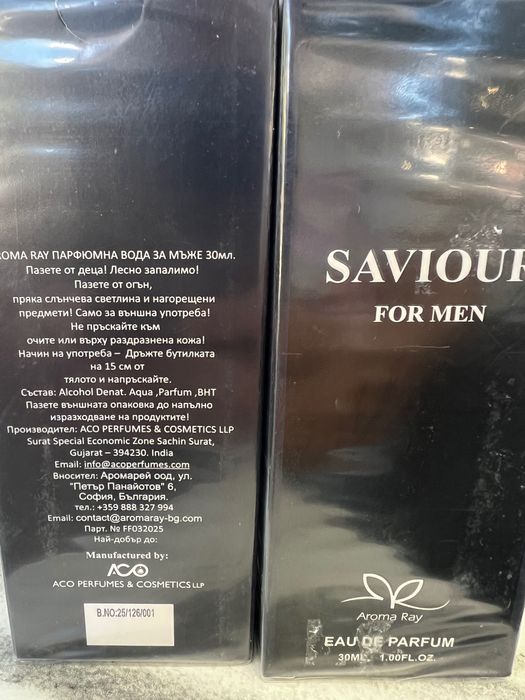 ROMA RAY ПАРФЮМНА ВОДА ЗА МЪЖЕ 30мл.
Пазете от деца! Лесно запалимо!
Пазете от огън,
пряка слънчева светлина и нагорещени
предмети! Само за външна употреба!
Не пръскайте към
очите или върху раздразнена кожа!
Начин на употреба – Дръжте бутилката
на 15 см от
тялото и напръскайте.
Състав: Alcohol Denat. Aqua ,Parfum ,BHT
Пазете външната опаковка до напълно
изразходване на продуктите!
Производител: ACO PERFUMES & COSMETICS LLP
Surat Special Economic Zone Sachin Surat,
Gujarat – 394230. India
Email: info@acoperfumes.com
Вносител: Аромарей оод, ул.
"Петър Панайотов" 6,
София, България.
тел.: +359 888 327 994
Email: contact@aromaray-bg.com
Парт. № FF032025
Най-добър до:
Manufactured by:
ACO
ACO PERFUMES & COSMETICS LLP
B.NO:25/126/001
SAVIOUR
FOR MEN
Aroma Ray
EAU DE PARFUM
30ML. 1.00FL.OZ.